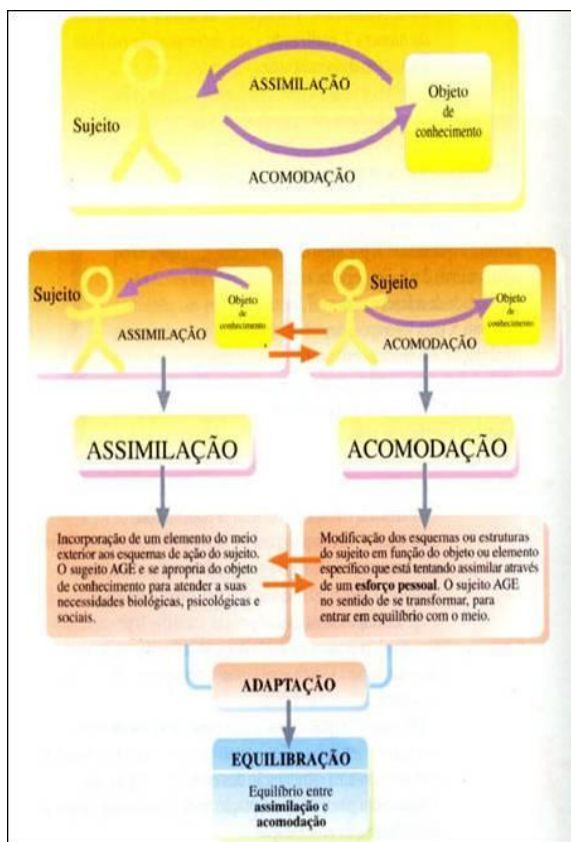 ASSIMILAÇÃO
Objeto
de
conhecimento
Sujeito
ACOMODAÇÃO
Sujeito
Objeto
de
conhecimento
ASSIMILAÇÃO
Sujeito
Objeto
de
conhecimento
ACOMODAÇÃO
ASSIMILAÇÃO
ACOMODAÇÃO
Incorporação de um elemento do meio
exterior aos esquemas de ação do sujeito.
O sugeito AGE e se apropria do objeto
de conhecimento para atender a suas
necessidades biológicas, psicológicas e
sociais.
Modificação dos esquemas ou estruturas
do sujeito em função do objeto ou elemento
específico que está tentando assimilar através
de um esforço pessoal. O sujeito AGE
no sentido de se transformar, para
entrar em equilíbrio com o meio.
ADAPTAÇÃO
EQUILIBRAÇÃO
Equilíbrio entre
assimilação e
acomodação